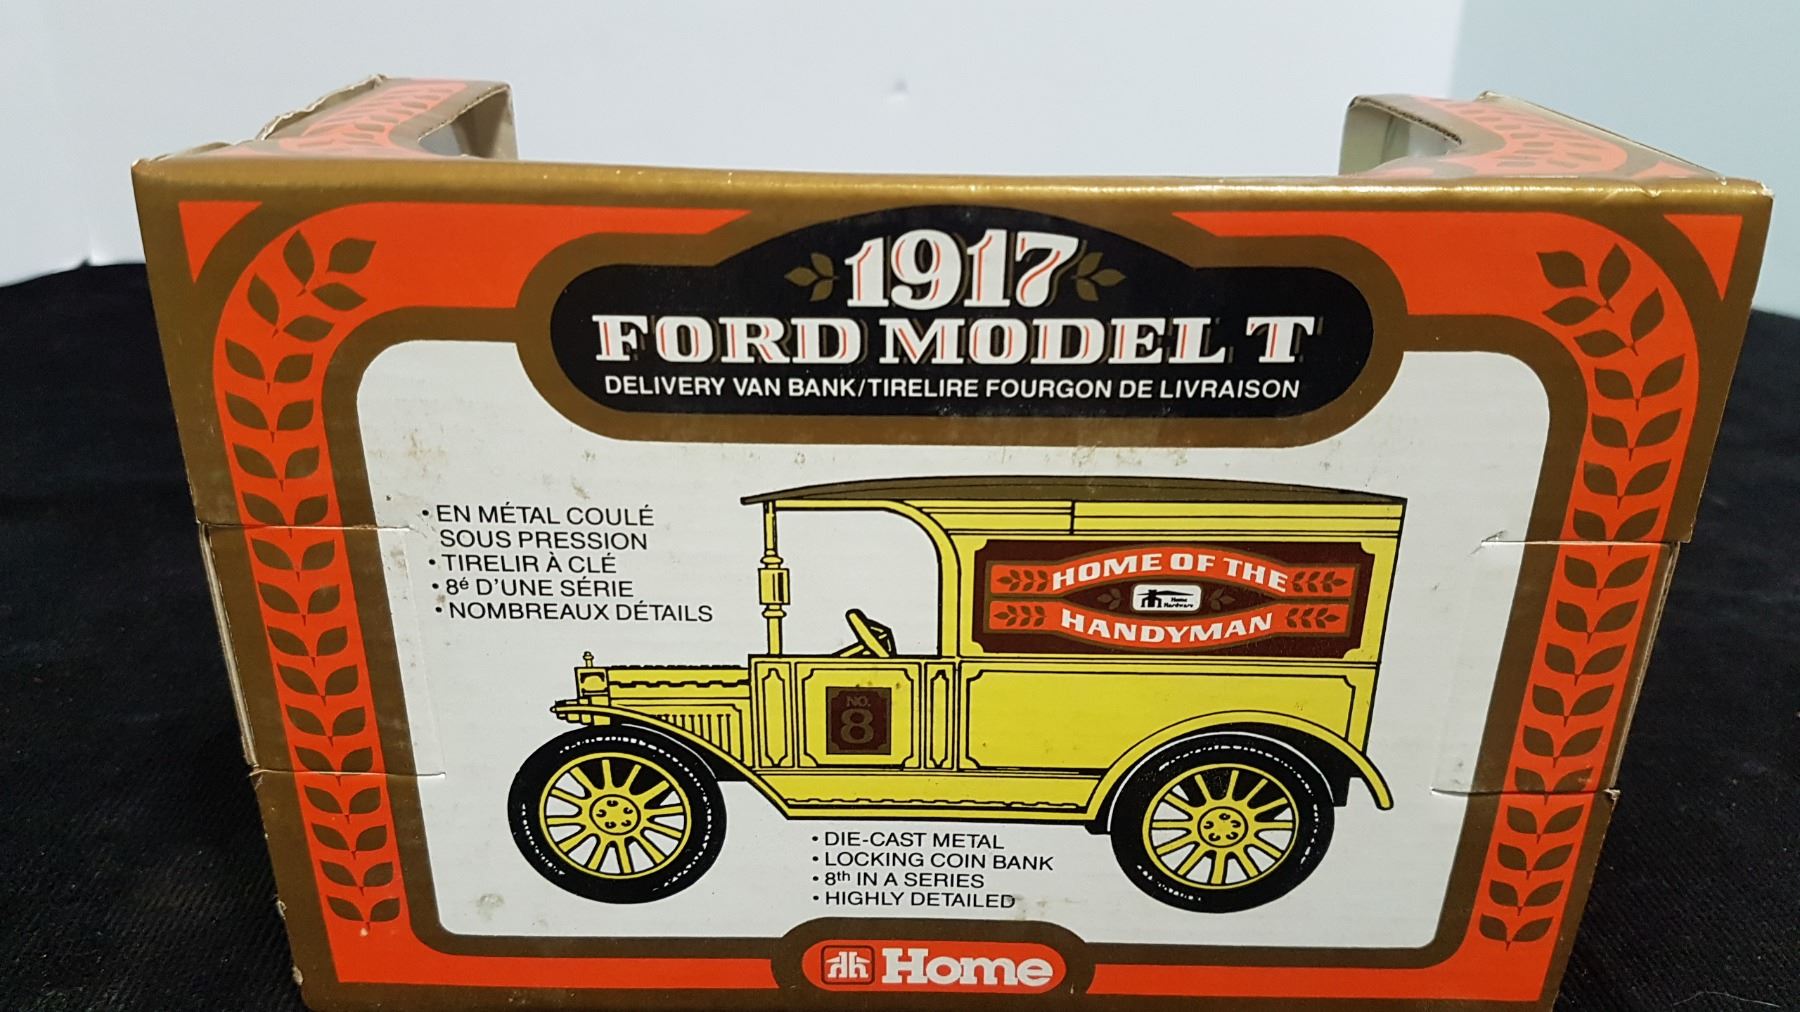 1917
FORD MODEL T
DELIVERY VAN BANK/TIRELIRE FOURGON DE LIVRAISON
• EN MÉTAL COULÉ
SOUS PRESSION
• TIRELIR À CLÉ
• 8é D'UNE SÉRIE
• NOMBREAUX DÉTAILS
HOME OF THE
Home
Hardware
HANDYMAN
NO.
8
• DIE-CAST METAL
• LOCKING COIN BANK
• 8th IN A SERIES
• HIGHLY DETAILED
Home